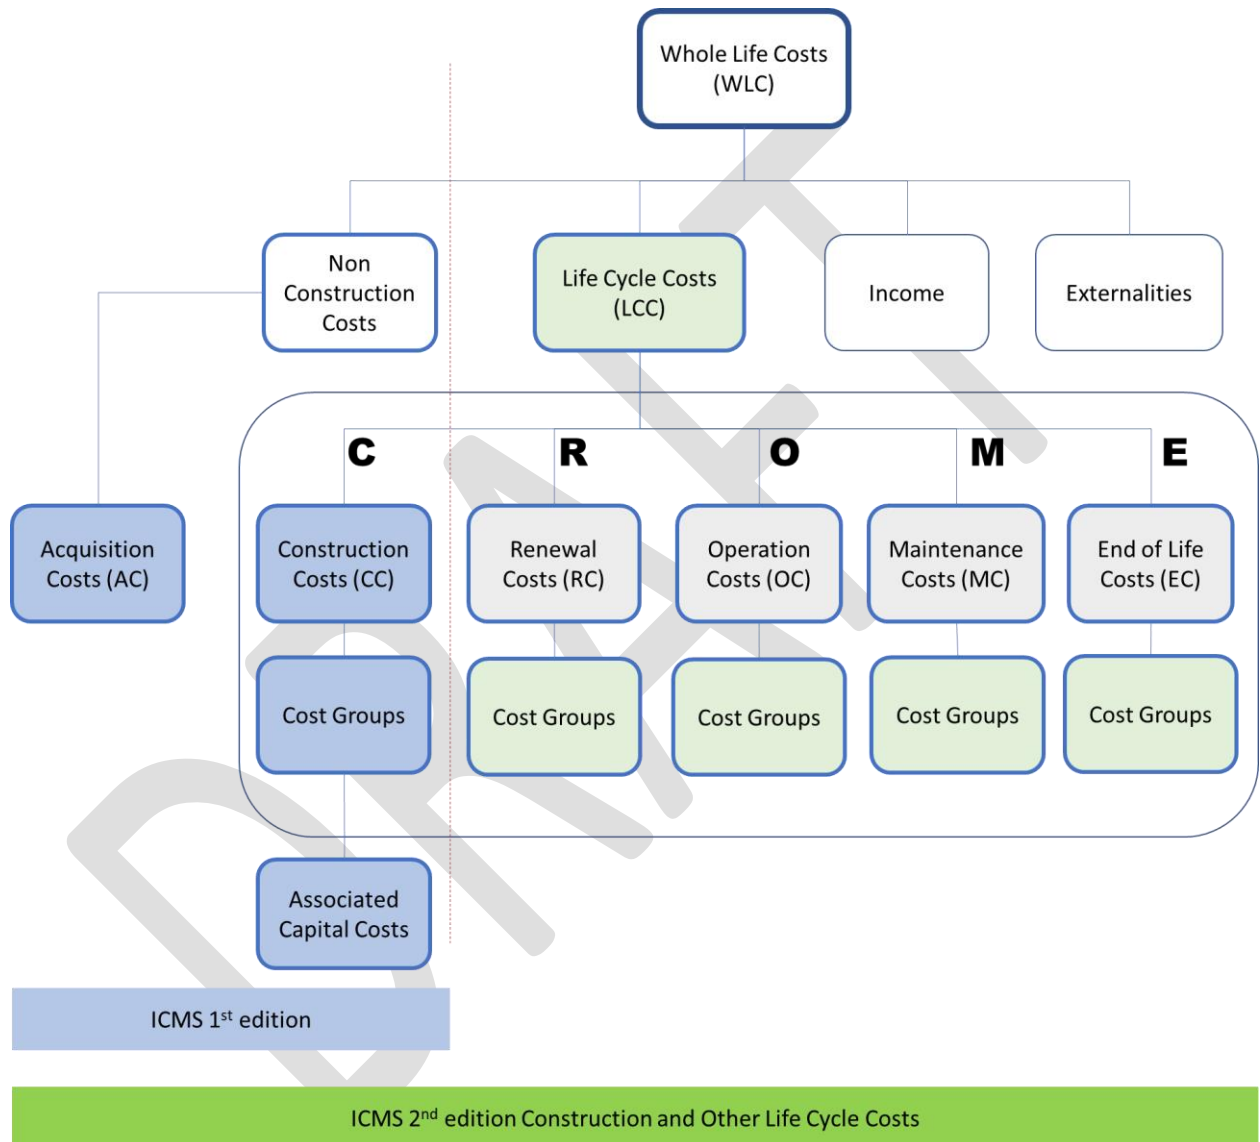 Whole Life Costs
(WLC)
Non
Construction
Costs
Life Cycle Costs
(LCC)
Income
Externalities
C
R
O
M
E
Acquisition
Costs (AC)
Construction
Costs (CC)
Renewal
Costs (RC)
Operation
Costs (OC)
Maintenance
Costs (MC)
End of Life
Costs (EC)
Cost Groups
Cost Groups
Cost Groups
Cost Groups
Cost Groups
Associated
Capital Costs
ICMS 1st edition
ICMS 2nd edition Construction and Other Life Cycle Costs
DRAFT